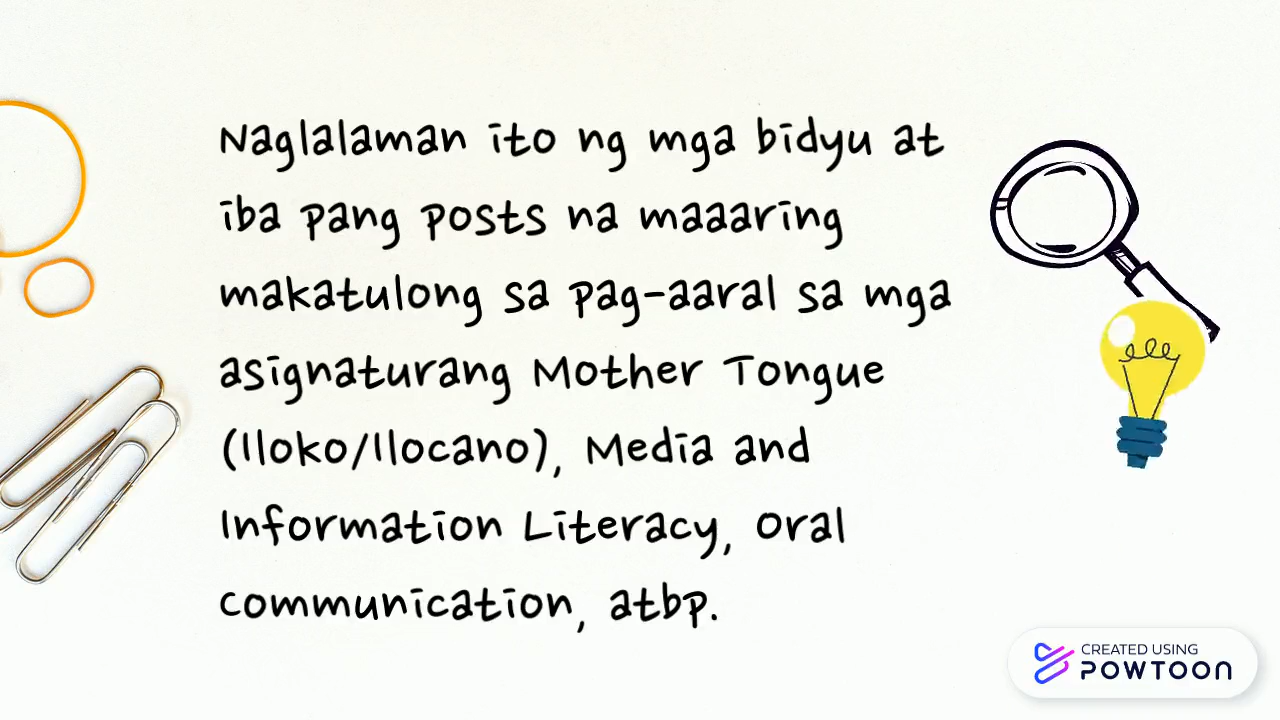 Naglalaman ito ng mga bidyu at
iba pang posts na maaaring
makatulong sa pag-aaral sa mga
asignaturang Mother Tongue
(Iloko/Ilocano), Media and
Information Literacy, Oral
communication, atbp.
CREATED USING
POWTOON